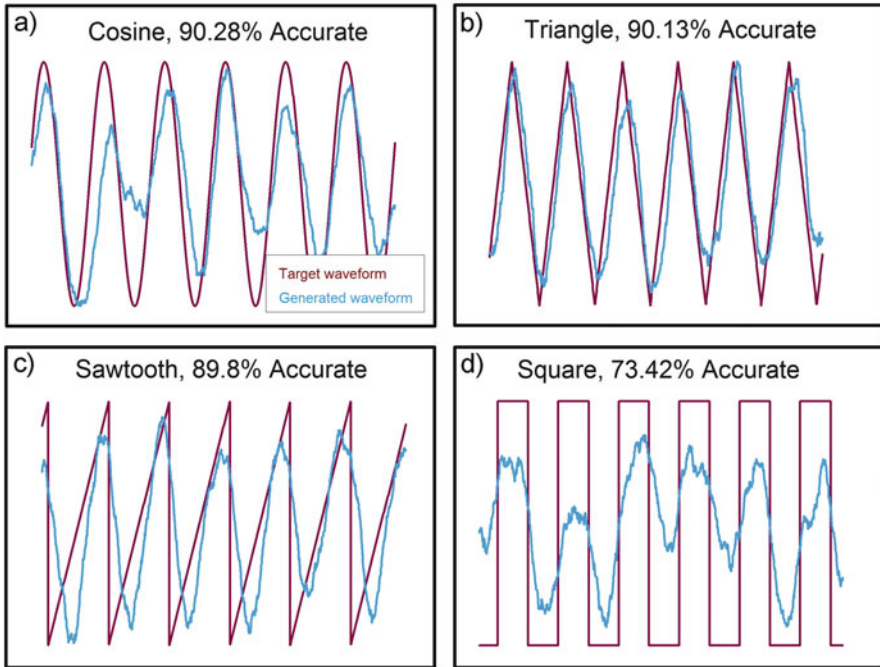 a)
Cosine, 90.28% Accurate
Target waveform
Generated waveform
b)
Triangle, 90.13% Accurate
c)
Sawtooth, 89.8% Accurate
d)
Square, 73.42% Accurate